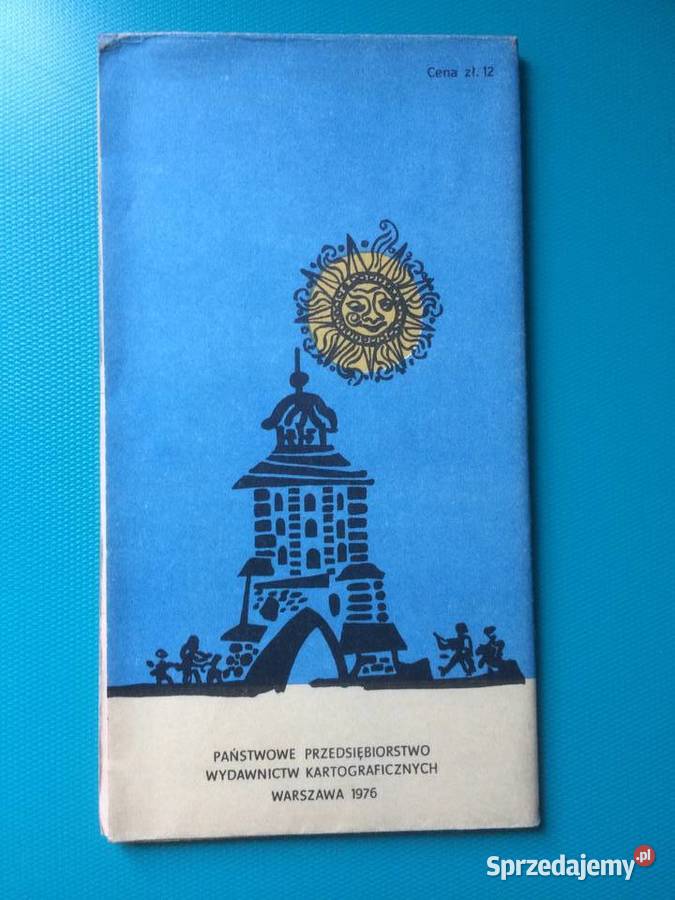 Cena zł. 12
PAŃSTWOWE PRZEDSIĘBIORSTWO
WYDAWNICTW KARTOGRAFICZNYCH
WARSZAWA 1976
Sprzedajemy.pl